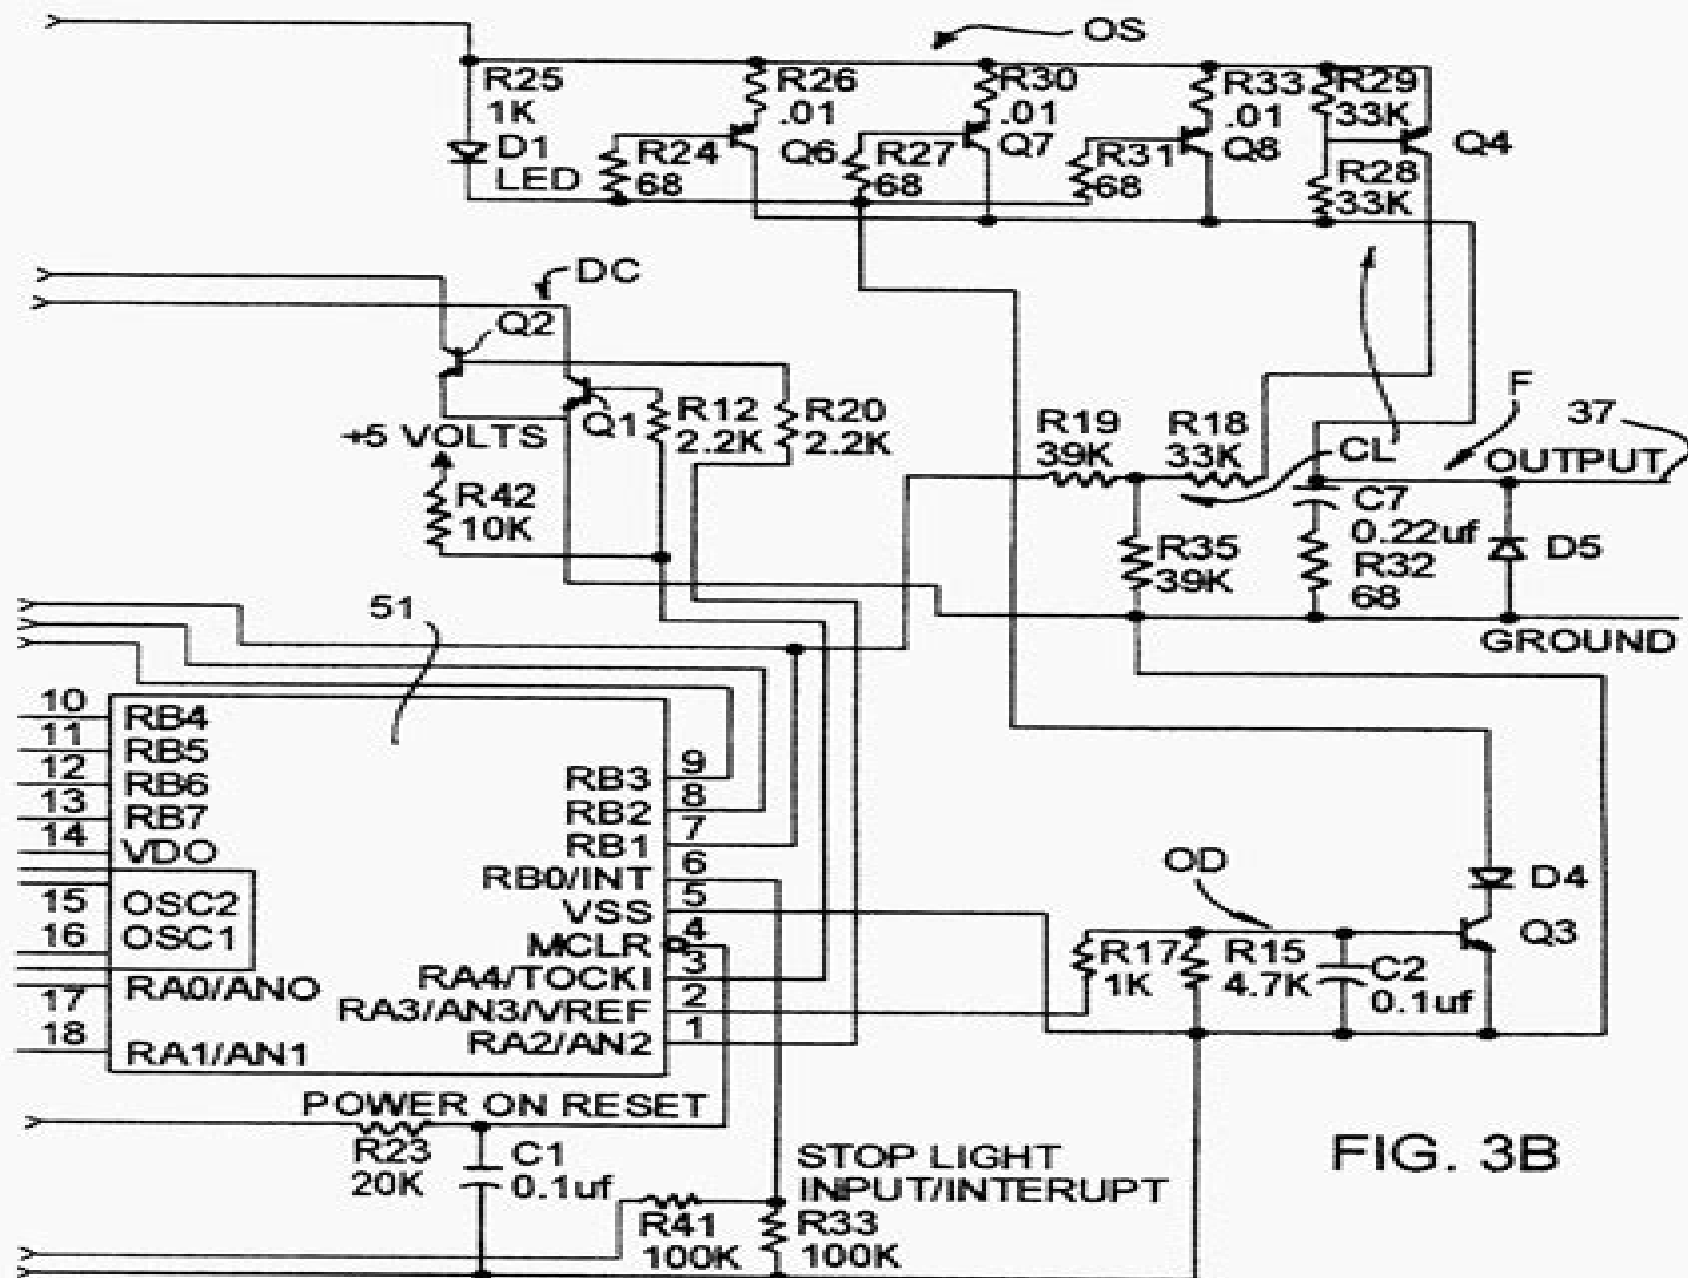 OS
R25
1K
D1
LED
R26
.01
Q6
R24
68
R30
.01
Q7
R27
68
R33
.01
Q8
R31
68
R29
33K
Q4
R28
33K
DC
Q2
Q1
R12
2.2K
R20
2.2K
+5 VOLTS
R42
10K
R19
39K
R18
33K
CL
F
37
OUTPUT
C7
0.22uf
D5
R35
39K
R32
68
GROUND
51
10
RB4
11
RB5
12
RB6
13
RB7
14
VDO
15
OSC2
16
OSC1
RA0/ANO
17
18
RA1/AN1
RB3
9
RB2
8
RB1
7
RB0/INT
6
VSS
5
MCLR
4
RA4/TOCKI
3
RA3/AN3/VREF
2
RA2/AN2
1
OD
D4
Q3
R17
1K
R15
4.7K
C2
0.1uf
POWER ON RESET
R23
20K
C1
0.1uf
STOP LIGHT
INPUT/INTERUPT
R41
100K
R33
100K
FIG. 3B